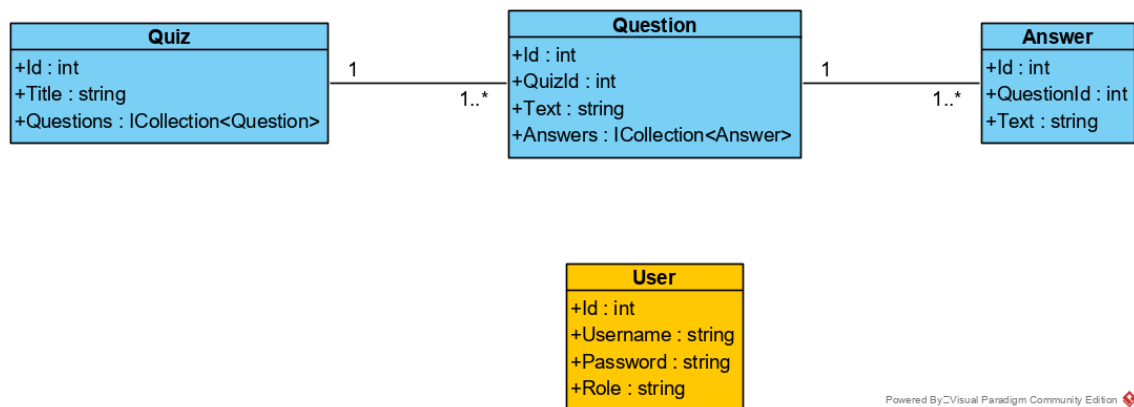 Quiz
+Id : int
+Title : string
+Questions : ICollection<Question>
1
1..*
Question
+Id : int
+QuizId : int
+Text : string
+Answers : ICollection<Answer>
1
1..*
Answer
+Id : int
+QuestionId : int
+Text : string
User
+Id : int
+Username : string
+Password : string
+Role : string
Powered By□Visual Paradigm Community Edition